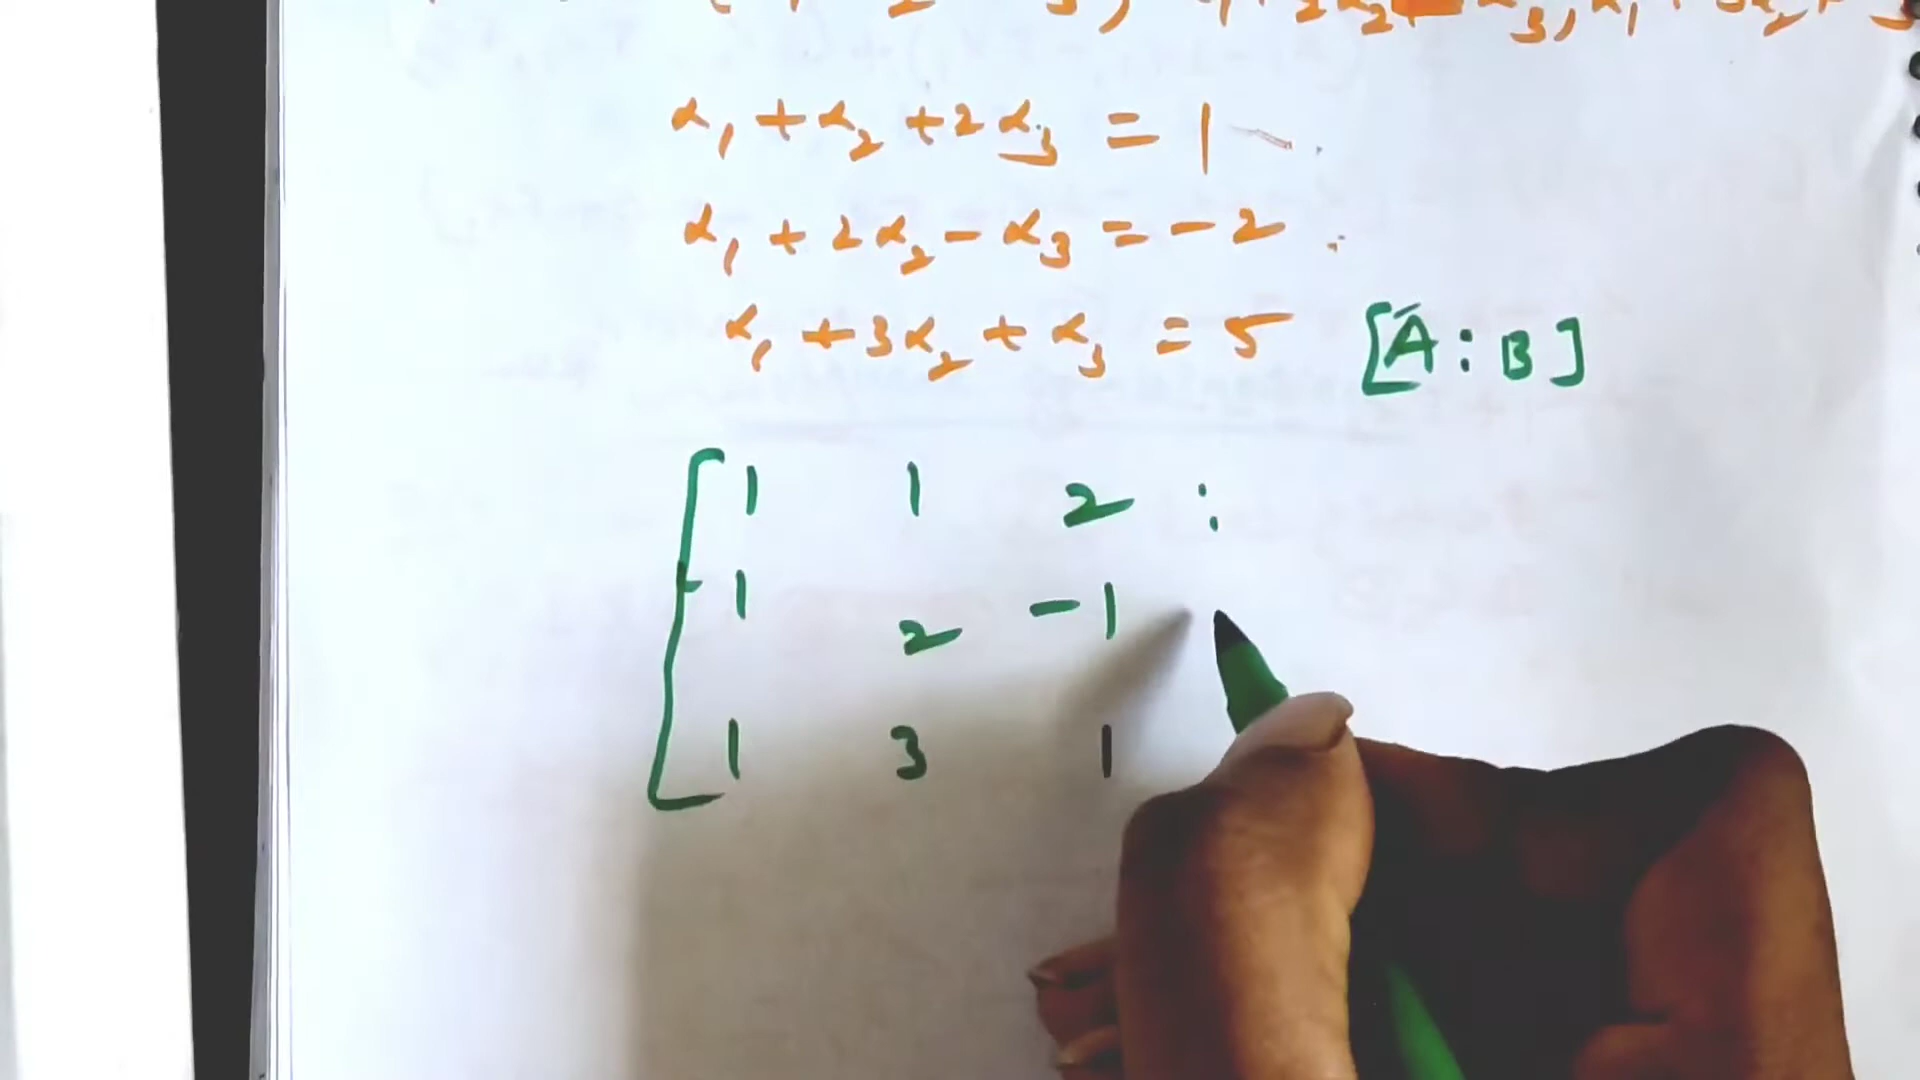 α₁ + α₂ + 2α₃ = 1
α₁ + 2α₂ - α₃ = -2
α₁ + 3α₂ + α₃ = 5 [A : B]
1 1 2 :
1 2 -1
1 3 1